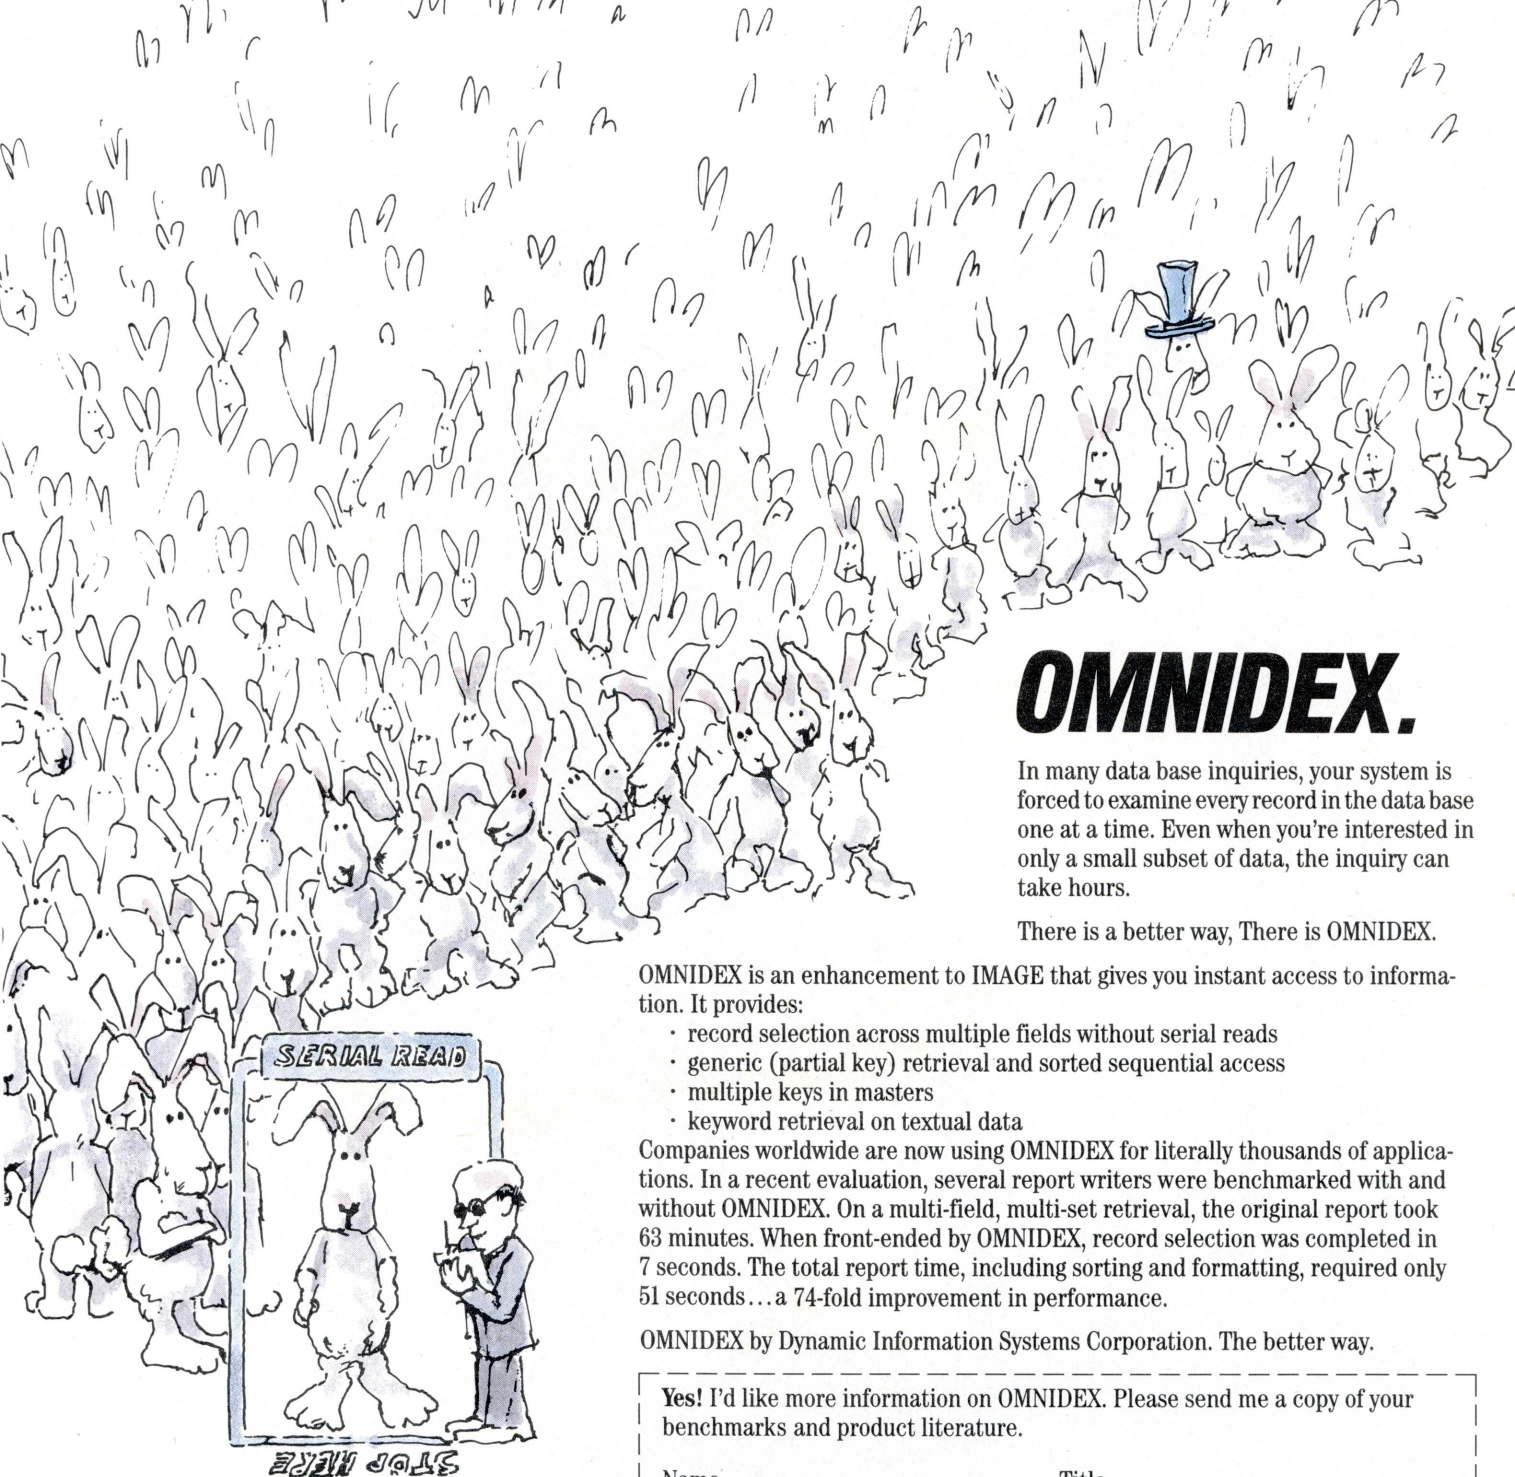 OMNIDEX.
In many data base inquiries, your system is
forced to examine every record in the data base
one at a time. Even when you're interested in
only a small subset of data, the inquiry can
take hours.
There is a better way, There is OMNIDEX.
OMNIDEX is an enhancement to IMAGE that gives you instant access to informa-
tion. It provides:
· record selection across multiple fields without serial reads
· generic (partial key) retrieval and sorted sequential access
· multiple keys in masters
· keyword retrieval on textual data
Companies worldwide are now using OMNIDEX for literally thousands of applica-
tions. In a recent evaluation, several report writers were benchmarked with and
without OMNIDEX. On a multi-field, multi-set retrieval, the original report took
63 minutes. When front-ended by OMNIDEX, record selection was completed in
7 seconds. The total report time, including sorting and formatting, required only
51 seconds...a 74-fold improvement in performance.
OMNIDEX by Dynamic Information Systems Corporation. The better way.
Yes! I'd like more information on OMNIDEX. Please send me a copy of your
benchmarks and product literature.
Name Title
SERIAL READ
STOP HERE